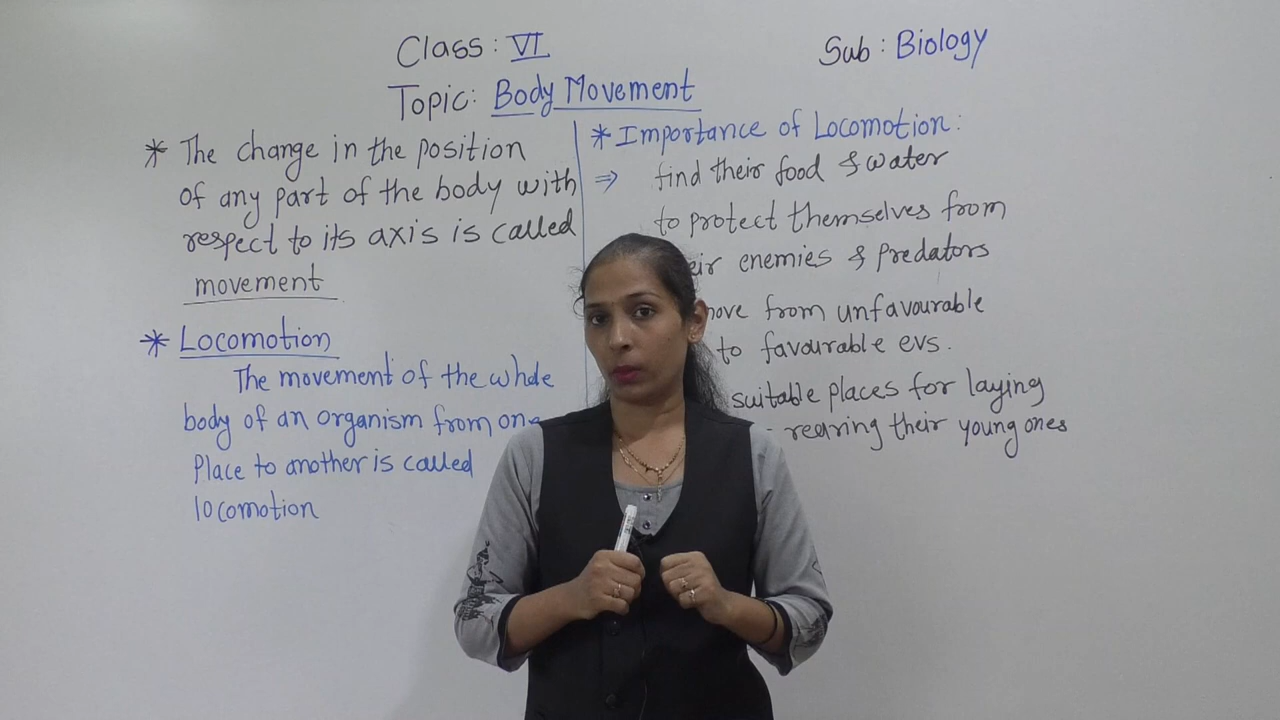 Class: VI
Sub: Biology
Topic: Body Movement
* The change in the position
of any part of the body with
respect to its axis is called
movement
* Locomotion
The movement of the whole
body of an organism from one
Place to another is called
locomotion
* Importance of Locomotion:
⇒ find their food & water
to protect themselves from
enemies & predators
from unfavourable
to favourable evs.
suitable places for laying
rearing their young ones